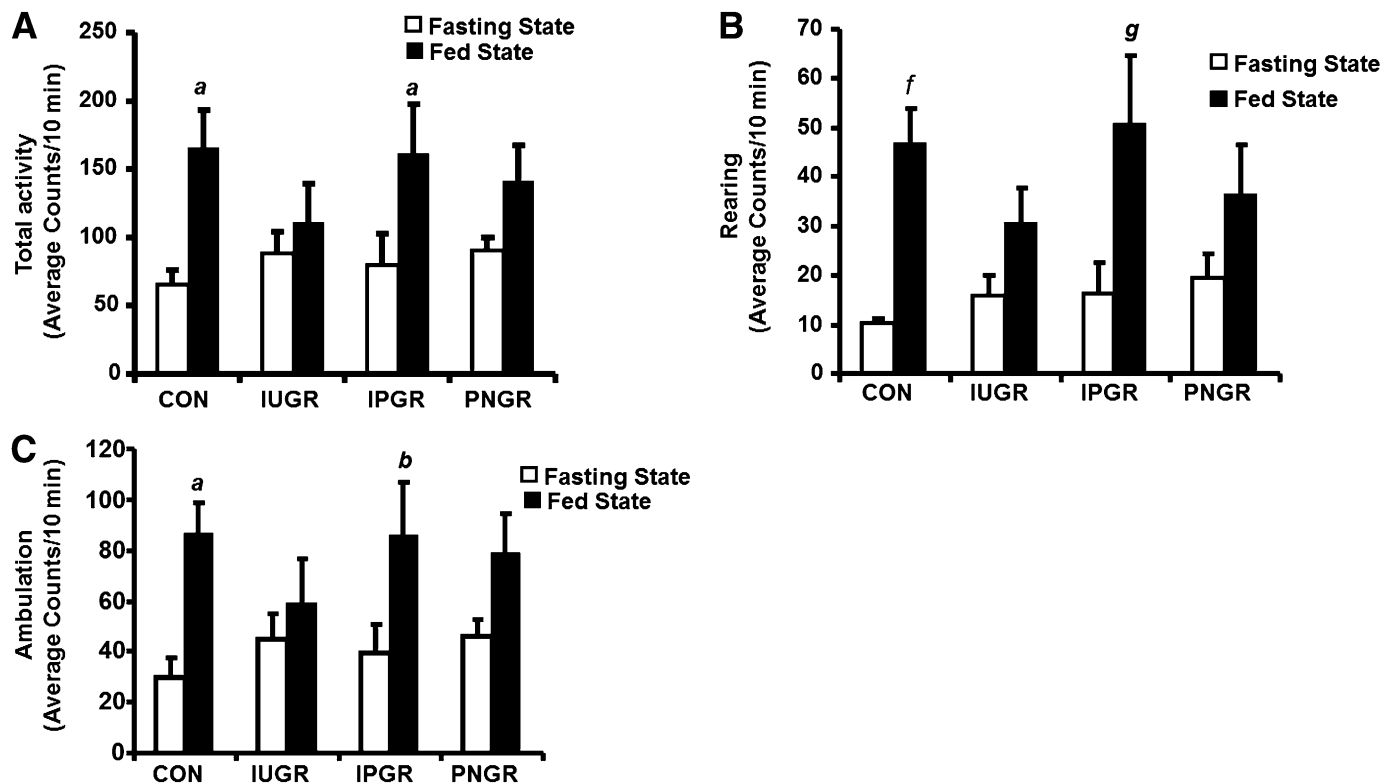 A
Total activity
(Average Counts/10 min)
250
200
150
100
50
0
Fasting State
Fed State
a
a
CON IUGR IPGR PNGR
B
Rearing
(Average Counts/10 min)
70
60
50
40
30
20
10
0
Fasting State
Fed State
f
g
CON IUGR IPGR PNGR
C
Ambulation
(Average Counts/10 min)
120
100
80
60
40
20
0
Fasting State
Fed State
a
b
CON IUGR IPGR PNGR